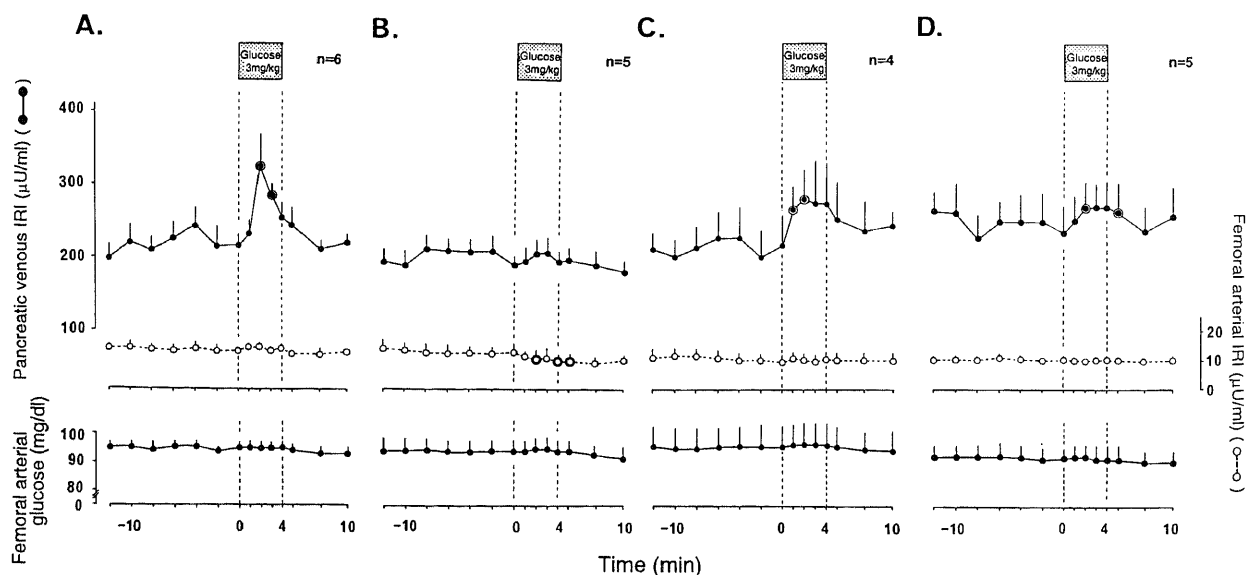 A.
B.
C.
D.
Glucose
3mg/kg
n=6
Glucose
3mg/kg
n=5
Glucose
3mg/kg
n=4
Glucose
3mg/kg
n=5
Pancreatic venous IRI (μU/ml) ( )
400
300
200
100
Femoral arterial IRI (μU/ml) (o---o)
20
10
0
Femoral arterial
glucose (mg/dl)
100
90
80
0
-10 0 4 10
-10 0 4 10
-10 0 4 10
-10 0 4 10
Time (min)